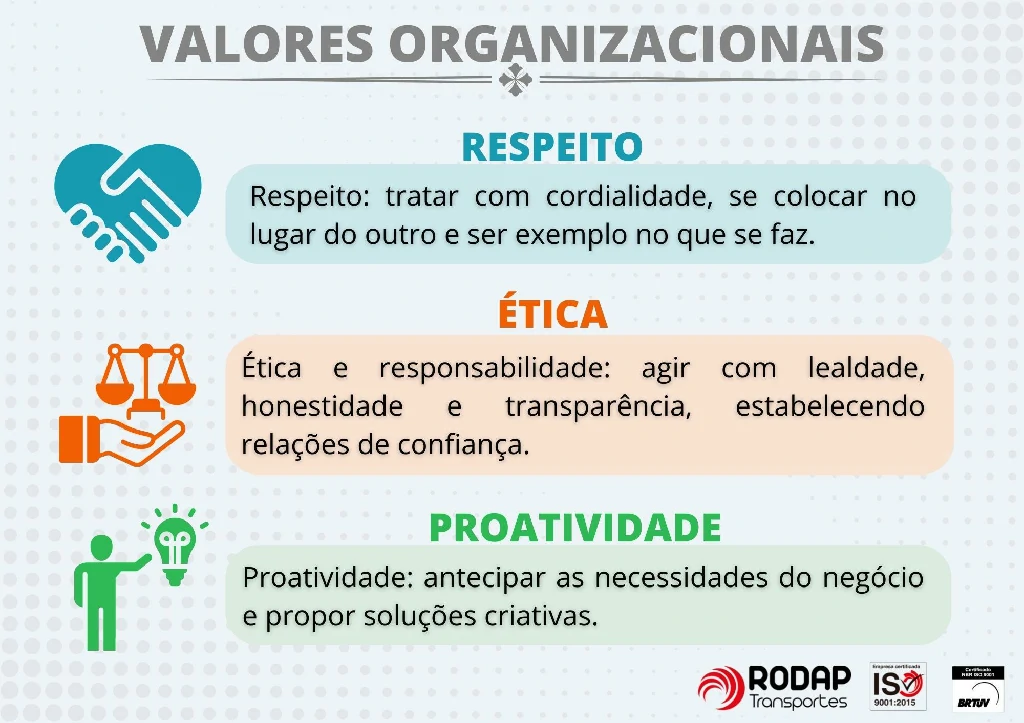 VALORES ORGANIZACIONAIS
RESPEITO
Respeito: tratar com cordialidade, se colocar no
lugar do outro e ser exemplo no que se faz.
ÉTICA
Ética e responsabilidade: agir com lealdade,
honestidade e transparência, estabelecendo
relações de confiança.
PROATIVIDADE
Proatividade: antecipar as necessidades do negócio
e propor soluções criativas.
RODAP
Transportes
Empresa certificada
ISO
9001:2015
Certificado
NBR ISO 9001
BRTUV